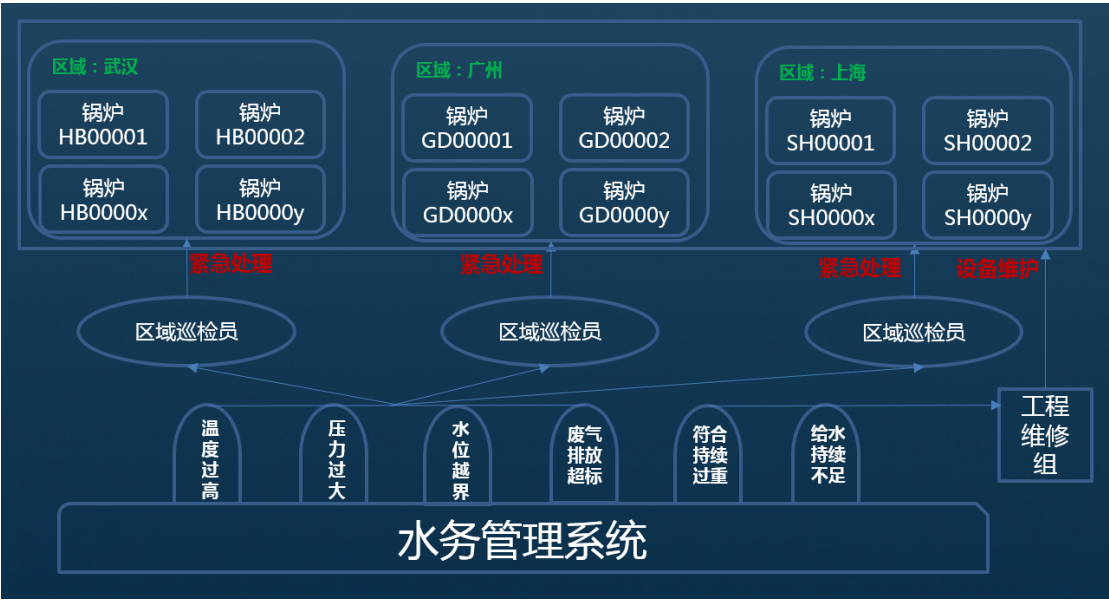 区域：武汉
锅炉
HB00001
锅炉
HB00002
锅炉
HB0000x
锅炉
HB0000y
区域：广州
锅炉
GD00001
锅炉
GD00002
锅炉
GD0000x
锅炉
GD0000y
区域：上海
锅炉
SH00001
锅炉
SH00002
锅炉
SH0000x
锅炉
SH0000y
紧急处理
紧急处理
紧急处理
设备维护
区域巡检员
区域巡检员
区域巡检员
温度过高
压力过大
水位越界
废气
排放
超标
符合
持续
过重
给水
持续
不足
工程
维修
组
水务管理系统